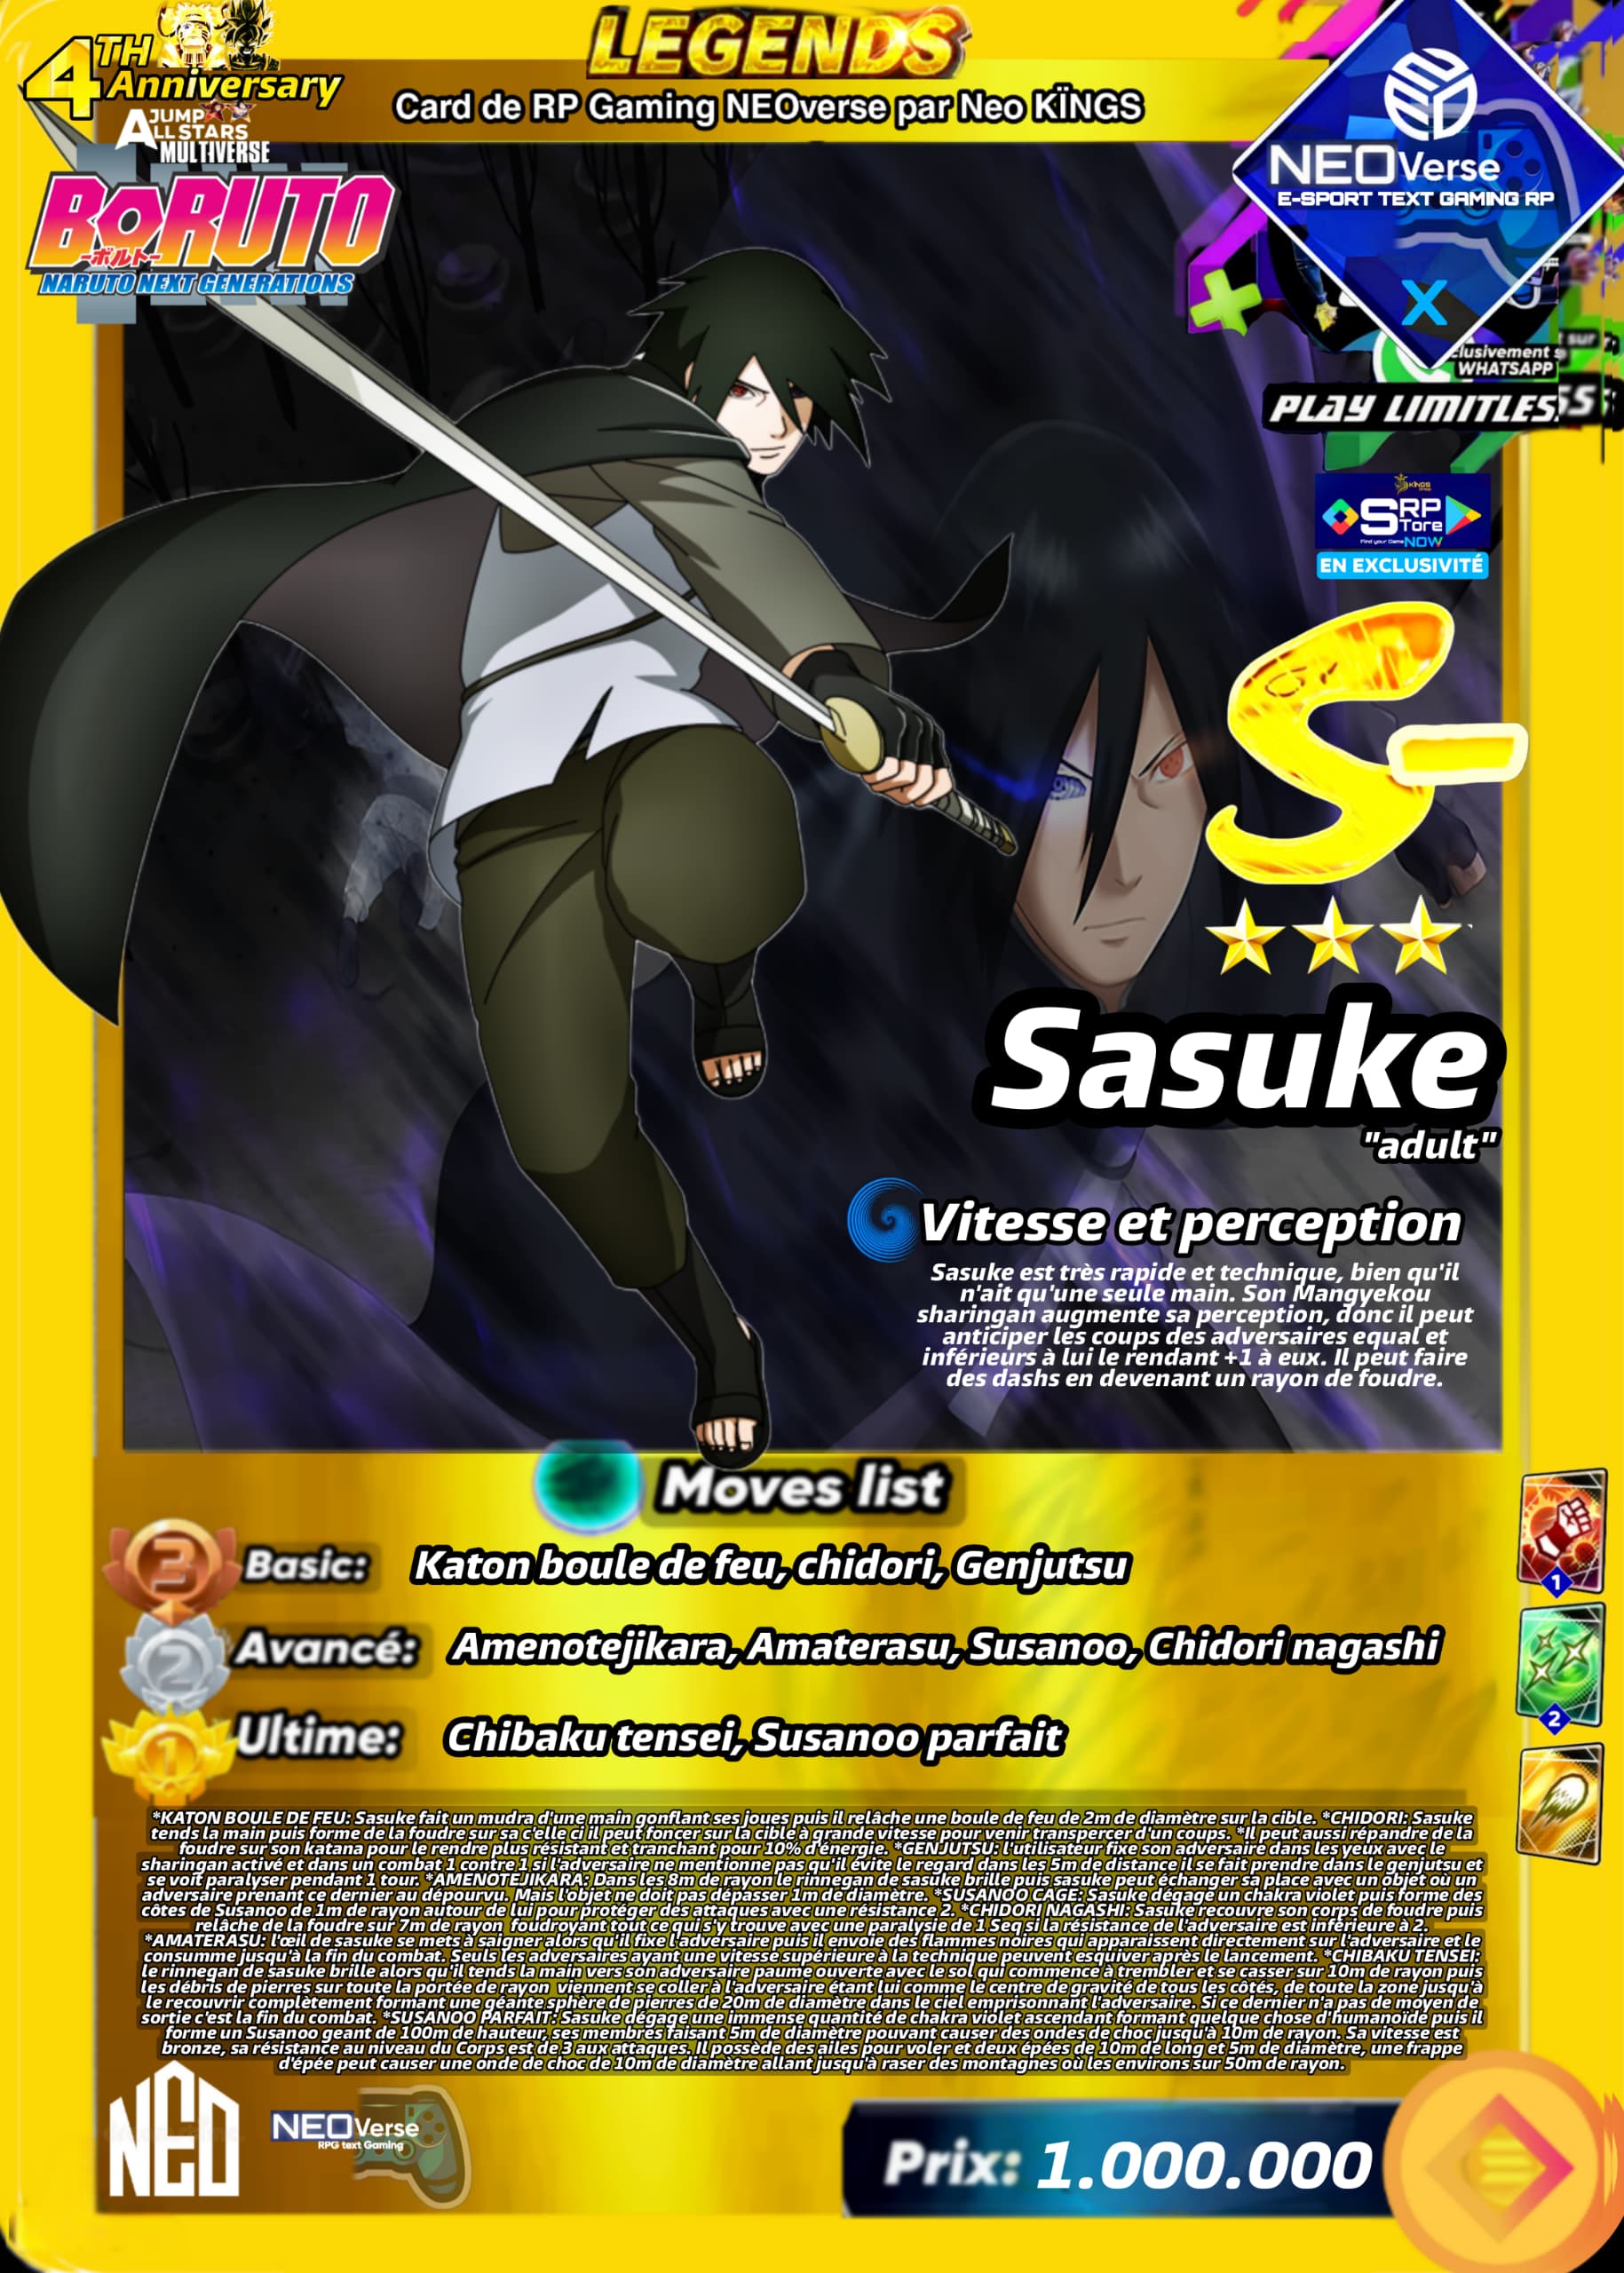 LEGENDS
4TH
Anniversary
Card de RP Gaming NEOverse par Neo KÏNGS
JUMP
ALL STARS
MULTIVERSE
BORUTO
-ボルト-
NARUTO NEXT GENERATIONS
NEOVerse
E-SPORT TEXT GAMING RP
X
WHATSAPP
PLAY LIMITLESS
KINGS
SRP
Tore
Find your Game NOW
EN EXCLUSIVITÉ
S-
Sasuke
"adult"
Vitesse et perception
Sasuke est très rapide et technique, bien qu'il
n'ait qu'une seule main. Son Mangyekou
sharingan augmente sa perception, donc il peut
anticiper les coups des adversaires equal et
inférieurs à lui le rendant +1 à eux. Il peut faire
des dashs en devenant un rayon de foudre.
Moves list
3 Basic: Katon boule de feu, chidori, Genjutsu
1
2 Avancé: Amenotejikara, Amaterasu, Susanoo, Chidori nagashi
2
1 Ultime: Chibaku tensei, Susanoo parfait
*KATON BOULE DE FEU: Sasuke fait un mudra d'une main gonflant ses joues puis il relâche une boule de feu de 2m de diamètre sur la cible. *CHIDORI: Sasuke
tends la main puis forme de la foudre sur sa c'elle ci il peut foncer sur la cible à grande vitesse pour venir transpercer d'un coups. *Il peut aussi répandre de la
foudre sur son katana pour le rendre plus résistant et tranchant pour 10% d'énergie. *GENJUTSU: l'utilisateur fixe son adversaire dans les yeux avec le
sharingan activé et dans un combat 1 contre 1 si l'adversaire ne mentionne pas qu'il évite le regard dans les 5m de distance il se fait prendre dans le genjutsu et
se voit paralyser pendant 1 tour. *AMENOTEJIKARA: Dans les 8m de rayon le rinnegan de sasuke brille puis sasuke peut échanger sa place avec un objet où un
adversaire prenant ce dernier au dépourvu. Mais l'objet ne doit pas dépasser 1m de diamètre. *SUSANOO CAGE: Sasuke dégage un chakra violet puis forme des
côtes de Susanoo de 1m de rayon autour de lui pour protéger des attaques avec une résistance 2. *CHIDORI NAGASHI: Sasuke recouvre son corps de foudre puis
relâche de la foudre sur 7m de rayon foudroyant tout ce qui s'y trouve avec une paralysie de 1 Seq si la résistance de l'adversaire est inférieure à 2.
*AMATERASU: l'œil de sasuke se mets à saigner alors qu'il fixe l'adversaire puis il envoie des flammes noires qui apparaissent directement sur l'adversaire et le
consumme jusqu'à la fin du combat. Seuls les adversaires ayant une vitesse supérieure à la technique peuvent esquiver après le lancement. *CHIBAKU TENSEI:
le rinnegan de sasuke brille alors qu'il tends la main vers son adversaire paume ouverte avec le sol qui commence à trembler et se casser sur 10m de rayon puis
les débris de pierres sur toute la portée de rayon viennent se coller à l'adversaire étant lui comme le centre de gravité de tous les côtés, de toute la zone jusqu'à
le recouvrir complètement formant une géante sphère de pierres de 20m de diamètre dans le ciel emprisonnant l'adversaire. Si ce dernier n'a pas de moyen de
sortie c'est la fin du combat. *SUSANOO PARFAIT: Sasuke dégage une immense quantité de chakra violet ascendant formant quelque chose d'humanoïde puis il
forme un Susanoo geant de 100m de hauteur, ses membres faisant 5m de diamètre pouvant causer des ondes de choc jusqu'à 10m de rayon. Sa vitesse est
bronze, sa résistance au niveau du Corps est de 3 aux attaques. Il possède des ailes pour voler et deux épées de 10m de long et 5m de diamètre, une frappe
d'épée peut causer une onde de choc de 10m de diamètre allant jusqu'à raser des montagnes où les environs sur 50m de rayon.
NEO
NEOVerse
RPG text Gaming
Prix: 1.000.000